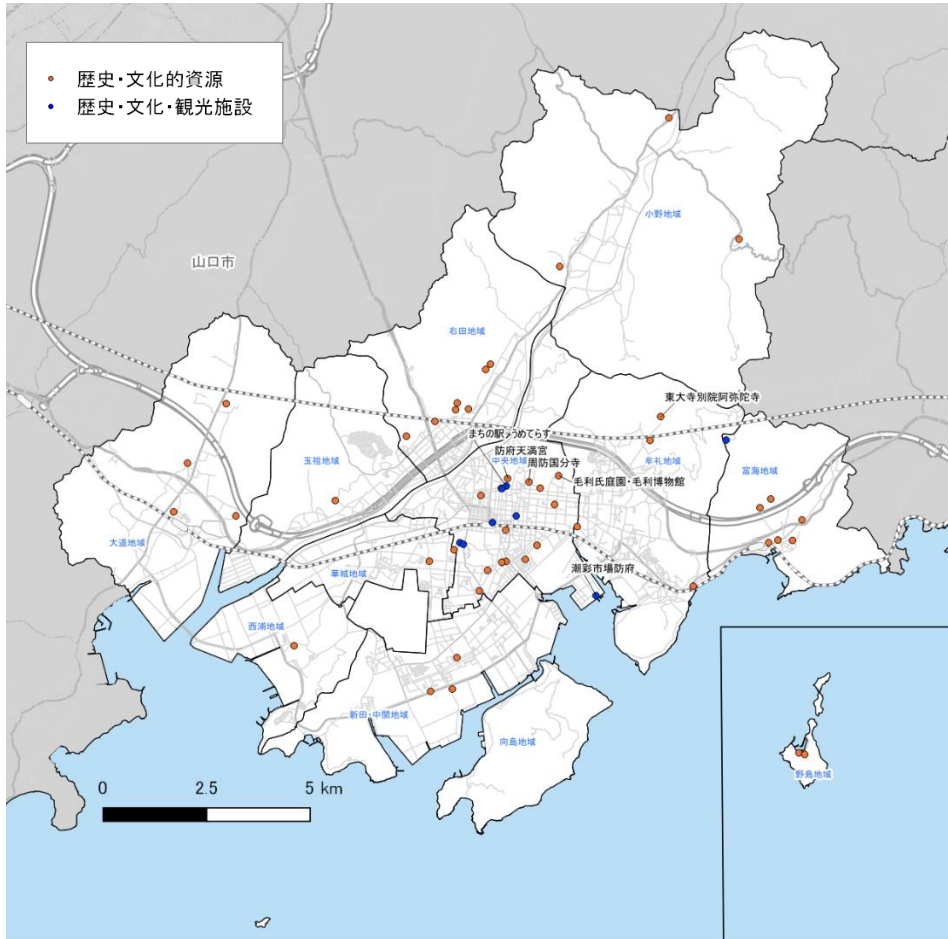 歴史・文化的資源
歴史・文化・観光施設
小野地域
山口市
右田地域
東大寺別院阿弥陀寺
まちの駅うめてらす
防府天満宮
玉祖地域
中央地域
周防国分寺
牟礼地域
富海地域
毛利氏庭園・毛利博物館
大道地域
華城地域
潮彩市場防府
西浦地域
新田・中関地域
向島地域
野島地域
0 2.5 5 km